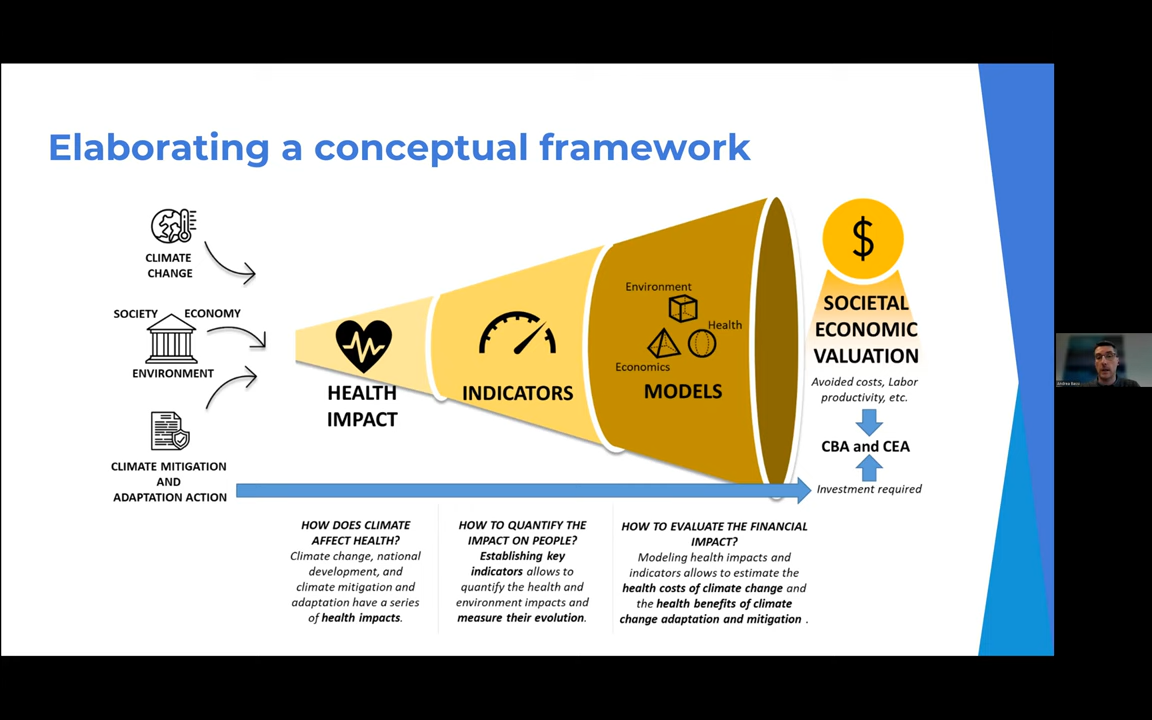 Elaborating a conceptual framework
CLIMATE
CHANGE
SOCIETY
ECONOMY
ENVIRONMENT
CLIMATE MITIGATION
AND
ADAPTATION ACTION
HEALTH
IMPACT
INDICATORS
Environment
Health
Economics
MODELS
$
SOCIETAL
ECONOMIC
VALUATION
Avoided costs, Labor
productivity, etc.
CBA and CEA
Investment required
HOW DOES CLIMATE
AFFECT HEALTH?
Climate change, national
development, and
climate mitigation and
adaptation have a series
of health impacts.
HOW TO QUANTIFY THE
IMPACT ON PEOPLE?
Establishing key
indicators allows to
quantify the health and
environment impacts and
measure their evolution.
HOW TO EVALUATE THE FINANCIAL
IMPACT?
Modeling health impacts and
indicators allows to estimate the
health costs of climate change and
the health benefits of climate
change adaptation and mitigation .
Andrea